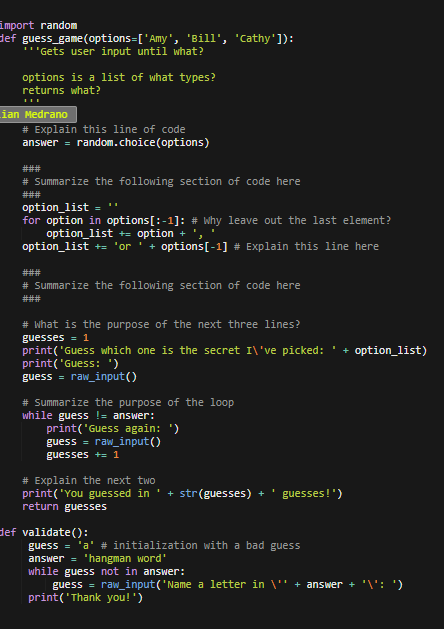 import random
def guess_game(options=['Amy', 'Bill', 'Cathy']):
    '''Gets user input until what?

    options is a list of what types?
    returns what?
    '''
ian Medrano
    # Explain this line of code
    answer = random.choice(options)

    ###
    # Summarize the following section of code here
    ###
    option_list = ''
    for option in options[:-1]: # Why leave out the last element?
        option_list += option + ', '
    option_list += 'or ' + options[-1] # Explain this line here

    ###
    # Summarize the following section of code here
    ###

    # What is the purpose of the next three lines?
    guesses = 1
    print('Guess which one is the secret I\'ve picked: ' + option_list)
    print('Guess: ')
    guess = raw_input()

    # Summarize the purpose of the loop
    while guess != answer:
        print('Guess again: ')
        guess = raw_input()
        guesses += 1

    # Explain the next two
    print('You guessed in ' + str(guesses) + ' guesses!')
    return guesses

def validate():
     guess = 'a' # initialization with a bad guess
     answer = 'hangman word'
     while guess not in answer:
         guess = raw_input('Name a letter in \'' + answer + '\': ')
     print('Thank you!')